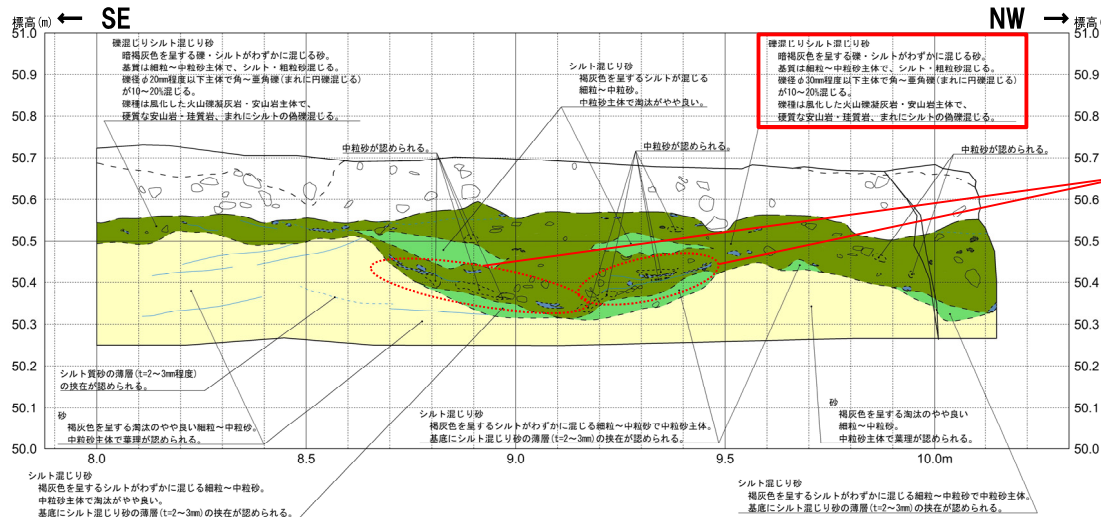 標高(m) ← SE
NW → 標高(
51.0
50.9
50.8
50.7
50.6
50.5
50.4
50.3
50.2
50.1
50.0
礫混じりシルト混じり砂
暗褐灰色を呈する礫・シルトがわずかに混じる砂。
基質は細粒～中粒砂主体で、シルト・粗粒砂混じる。
礫径φ20mm程度以下主体で角～亜角礫(まれに円礫混じる)
が10～20%混じる。
礫種は風化した火山礫凝灰岩・安山岩主体で、
硬質な安山岩・珪質岩、まれにシルトの偽礫混じる。
シルト混じり砂
褐灰色を呈するシルトが混じる
細粒～中粒砂。
中粒砂主体で淘汰がやや良い。
礫混じりシルト混じり砂
暗褐灰色を呈する礫・シルトがわずかに混じる砂。
基質は細粒～中粒砂主体で、シルト・粗粒砂混じる。
礫径φ30mm程度以下主体で角～亜角礫(まれに円礫混じる)
が10～20%混じる。
礫種は風化した火山礫凝灰岩・安山岩主体で、
硬質な安山岩・珪質岩、まれにシルトの偽礫混じる。
中粒砂が認められる。
中粒砂が認められる。
中粒砂が認められる。
51.0
50.9
50.8
50.7
50.6
50.5
50.4
50.3
50.2
50.1
50.0
シルト質砂の薄層(t=2～3mm程度)
の挟在が認められる。
砂
褐灰色を呈する淘汰のやや良い細粒～中粒砂。
中粒砂主体で葉理が認められる。
シルト混じり砂
褐灰色を呈するシルトがわずかに混じる細粒～中粒砂で中粒砂主体。
基底にシルト混じり砂の薄層(t=2～3mm)の挟在が認められる。
砂
褐灰色を呈する淘汰のやや良い
細粒～中粒砂。
中粒砂主体で葉理が認められる。
8.0
8.5
9.0
9.5
10.0m
シルト混じり砂
褐灰色を呈するシルトがわずかに混じる細粒～中粒砂。
中粒砂主体で淘汰がやや良い。
基底にシルト混じり砂の薄層(t=2～3mm)の挟在が認められる。
シルト混じり砂
褐灰色を呈するシルトがわずかに混じる細粒～中粒砂で中粒砂主体。
基底にシルト混じり砂の薄層(t=2～3mm)の挟在が認められる。